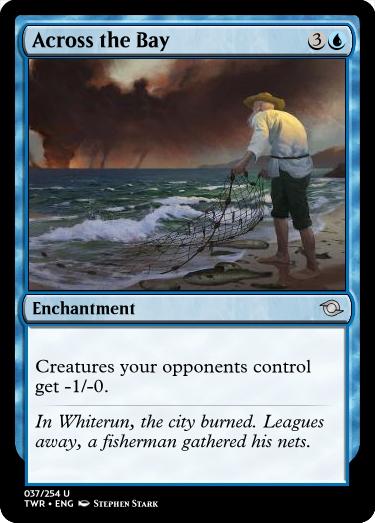 Across the Bay 3
Enchantment
Creatures your opponents control
get -1/-0.
In Whiterun, the city burned. Leagues
away, a fisherman gathered his nets.
037/254 U
TWR • ENG Stephen Stark